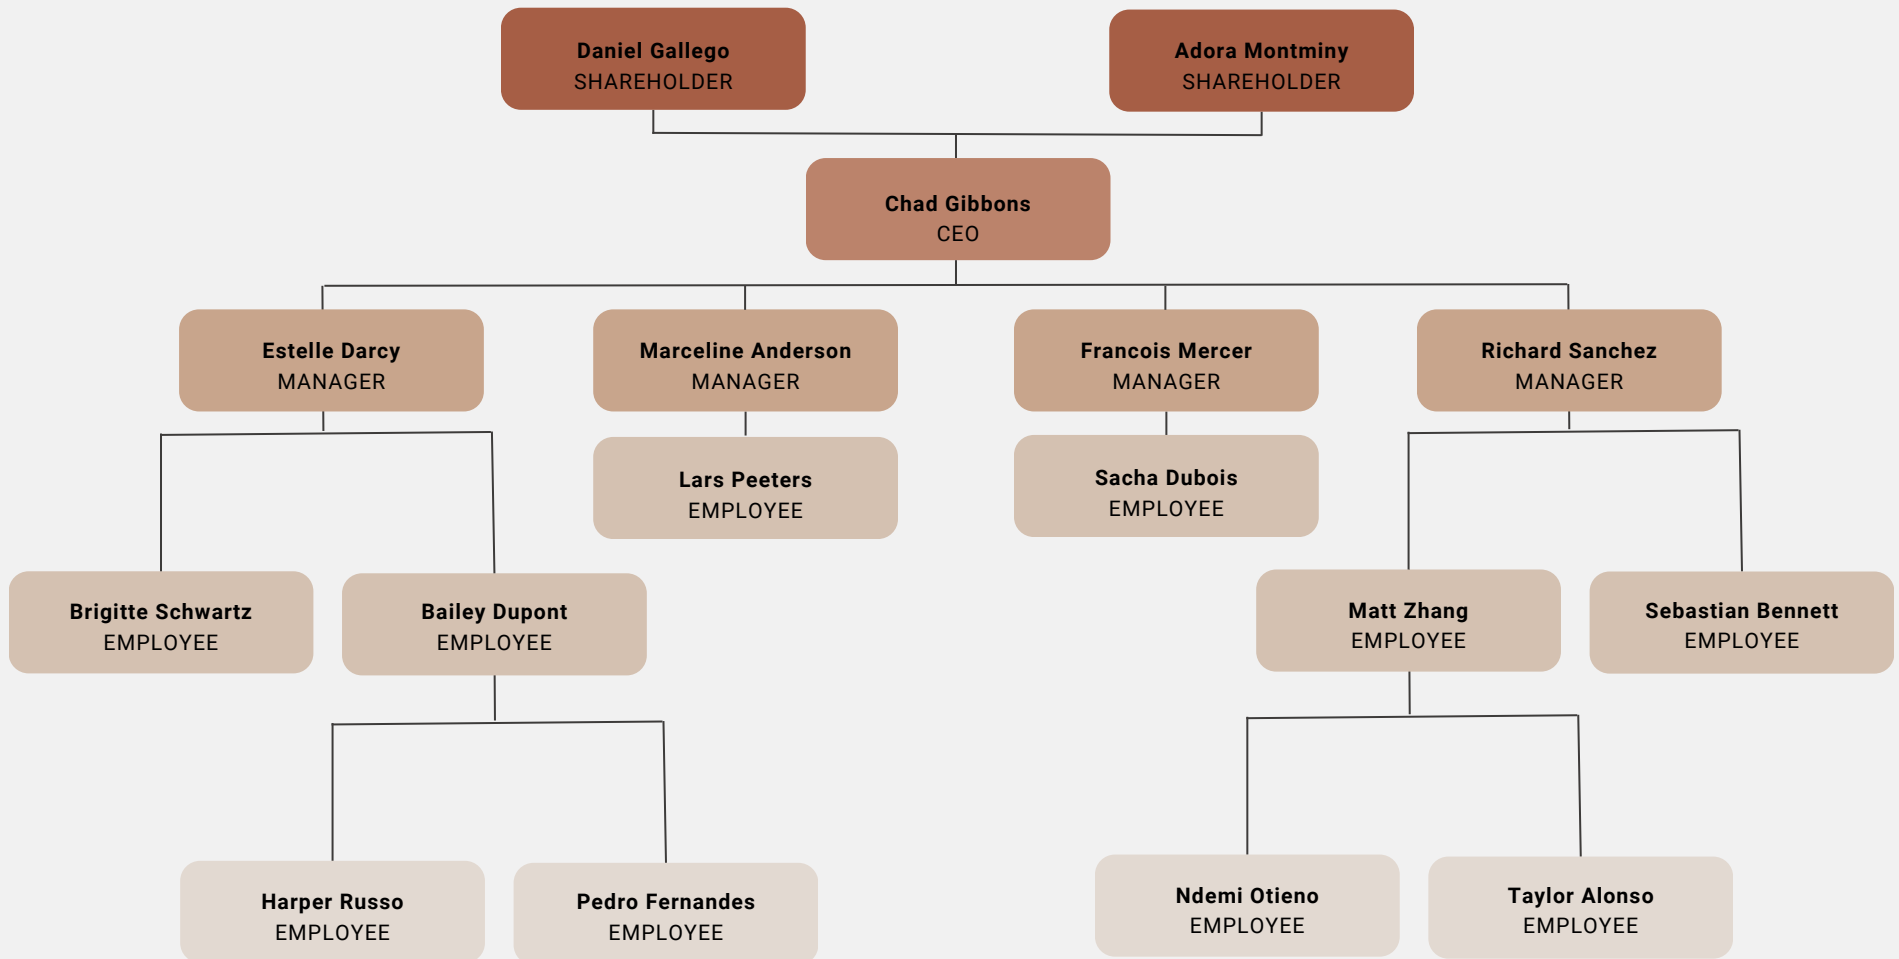 Daniel Gallego
SHAREHOLDER
Adora Montminy
SHAREHOLDER
Chad Gibbons
CEO
Estelle Darcy
MANAGER
Marceline Anderson
MANAGER
Francois Mercer
MANAGER
Richard Sanchez
MANAGER
Lars Peeters
EMPLOYEE
Sacha Dubois
EMPLOYEE
Brigitte Schwartz
EMPLOYEE
Bailey Dupont
EMPLOYEE
Matt Zhang
EMPLOYEE
Sebastian Bennett
EMPLOYEE
Harper Russo
EMPLOYEE
Pedro Fernandes
EMPLOYEE
Ndemi Otieno
EMPLOYEE
Taylor Alonso
EMPLOYEE